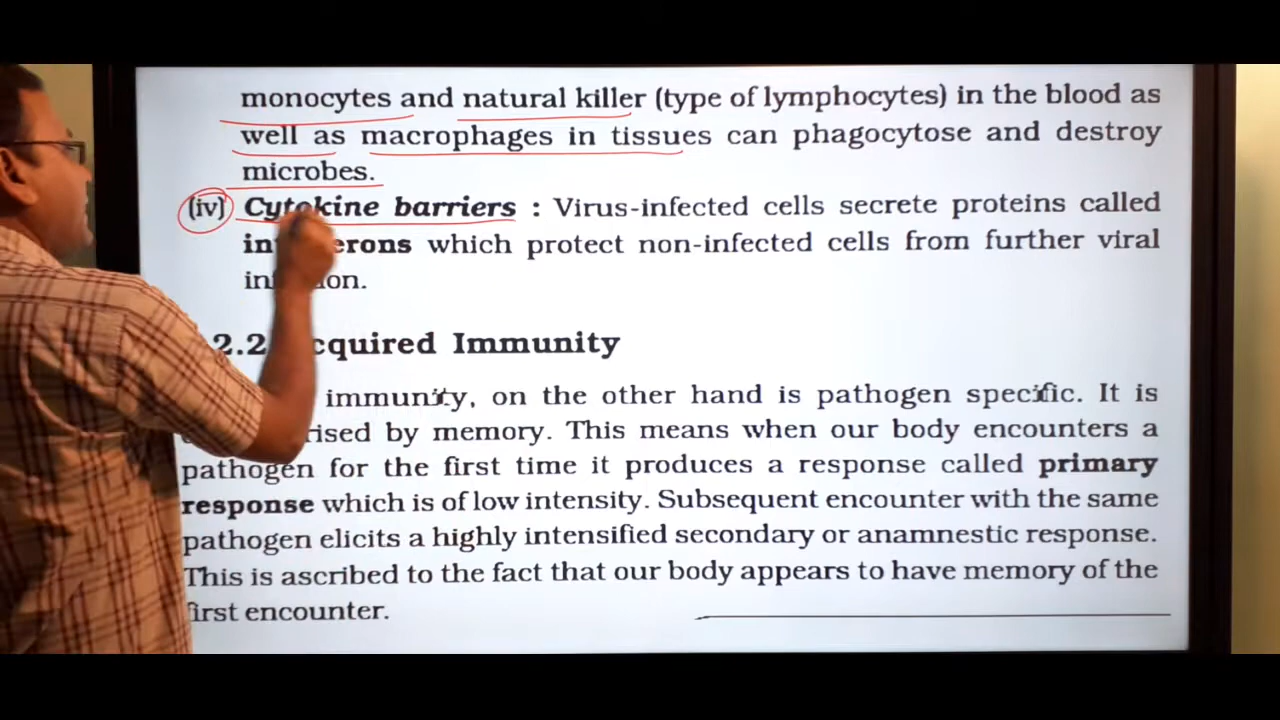 monocytes and natural killer (type of lymphocytes) in the blood as
well as macrophages in tissues can phagocytose and destroy
microbes.
(iv) Cytokine barriers : Virus-infected cells secrete proteins called
which protect non-infected cells from further viral
2.2 cquired Immunity
immunity, on the other hand is pathogen specific. It is
by memory. This means when our body encounters a
pathogen for the first time it produces a response called primary
response which is of low intensity. Subsequent encounter with the same
pathogen elicits a highly intensified secondary or anamnestic response.
This is ascribed to the fact that our body appears to have memory of the
first encounter.